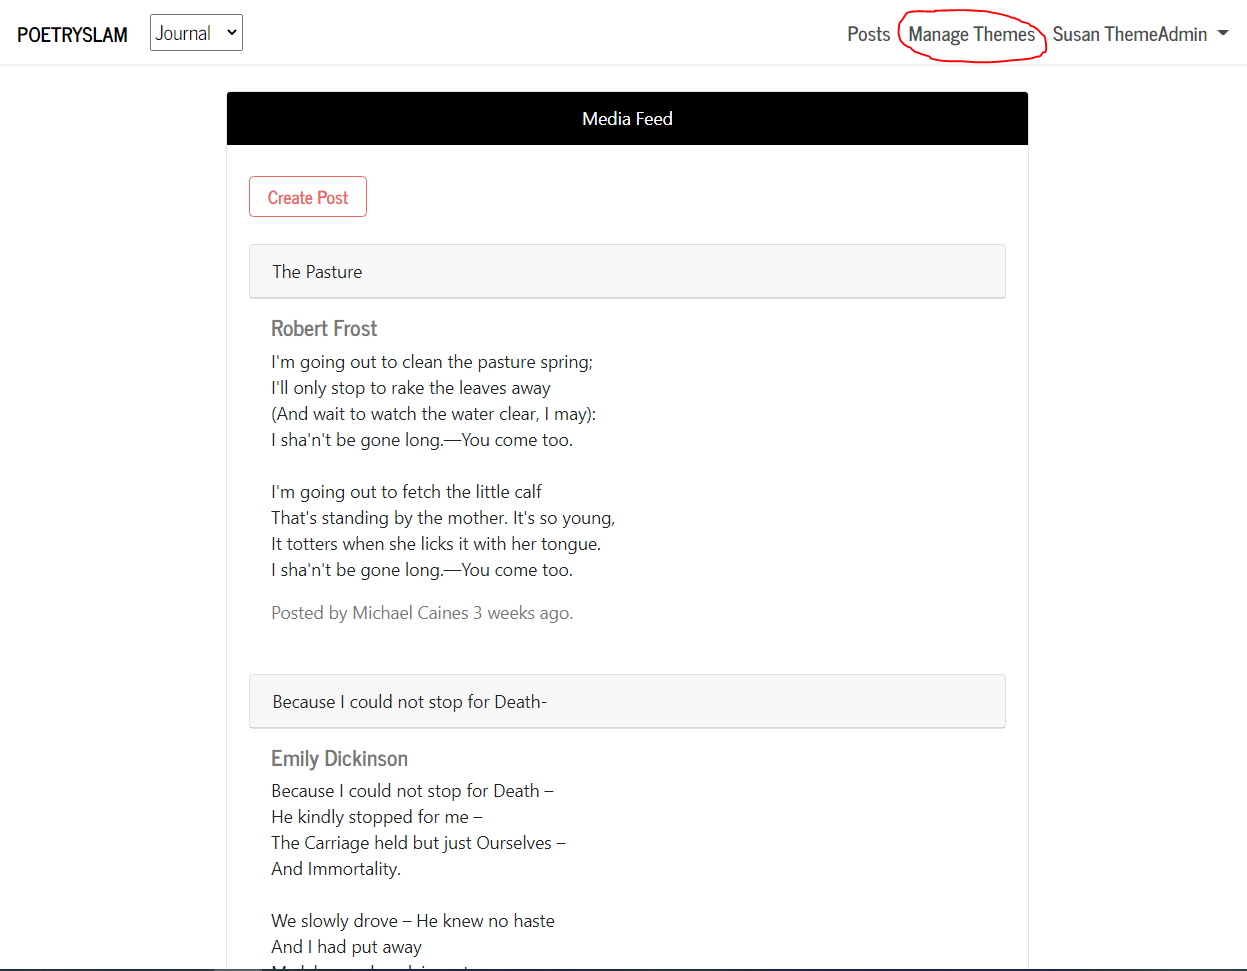 POETRYSLAM Journal Posts Manage Themes Susan ThemeAdmin
Media Feed
Create Post
The Pasture
Robert Frost
I'm going out to clean the pasture spring;
I'll only stop to rake the leaves away
(And wait to watch the water clear, I may):
I sha'n't be gone long.—You come too.
I'm going out to fetch the little calf
That's standing by the mother. It's so young,
It totters when she licks it with her tongue.
I sha'n't be gone long.—You come too.
Posted by Michael Caines 3 weeks ago.
Because I could not stop for Death-
Emily Dickinson
Because I could not stop for Death –
He kindly stopped for me –
The Carriage held but just Ourselves –
And Immortality.
We slowly drove – He knew no haste
And I had put away